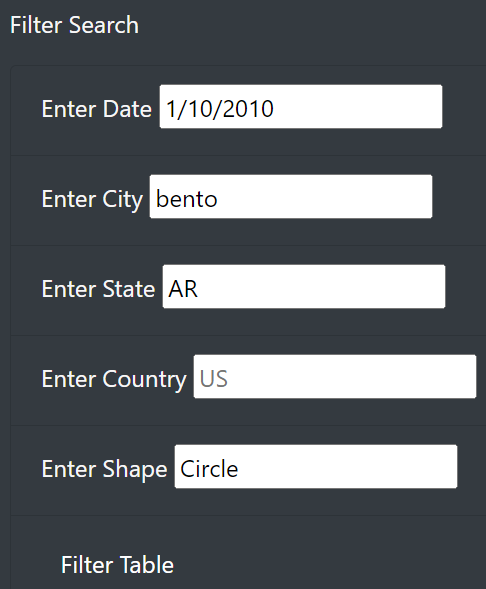 Filter Search
Enter Date 1/10/2010
Enter City bento
Enter State AR
Enter Country US
Enter Shape Circle
Filter Table